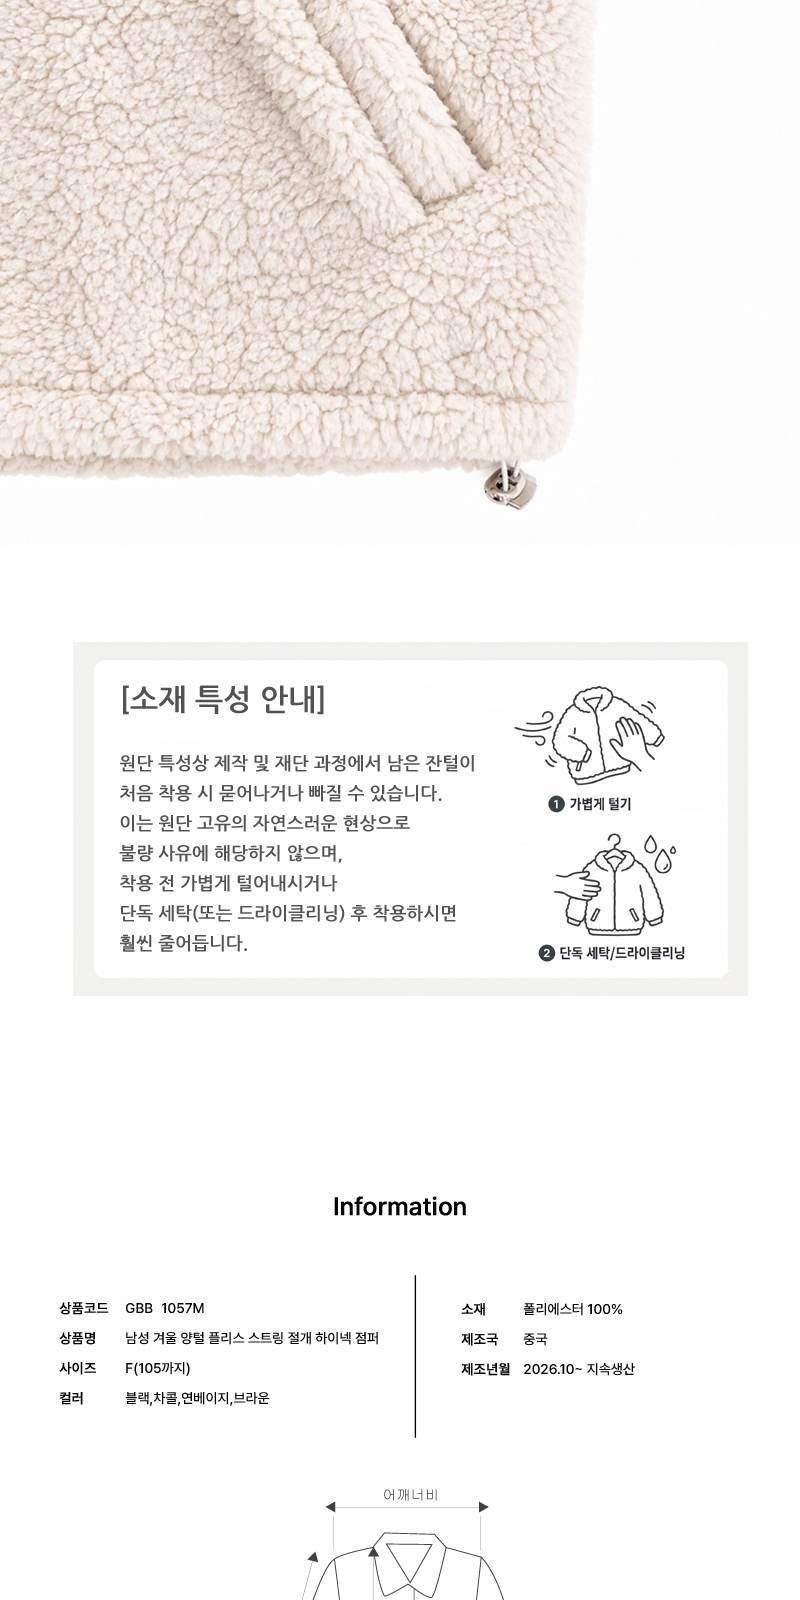 [소재 특성 안내]
원단 특성상 제작 및 재단 과정에서 남은 잔털이
처음 착용 시 묻어나거나 빠질 수 있습니다.
이는 원단 고유의 자연스러운 현상으로
불량 사유에 해당하지 않으며,
착용 전 가볍게 털어내시거나
단독 세탁(또는 드라이클리닝) 후 착용하시면
훨씬 줄어듭니다.
1 가볍게 털기
2 단독 세탁/드라이클리닝
Information
상품코드 GBB 1057M
상품명 남성 겨울 양털 플리스 스트링 절개 하이넥 점퍼
사이즈 F(105까지)
컬러 블랙,차콜,연베이지,브라운
소재 폴리에스터 100%
제조국 중국
제조년월 2026.10~ 지속생산
어깨너비